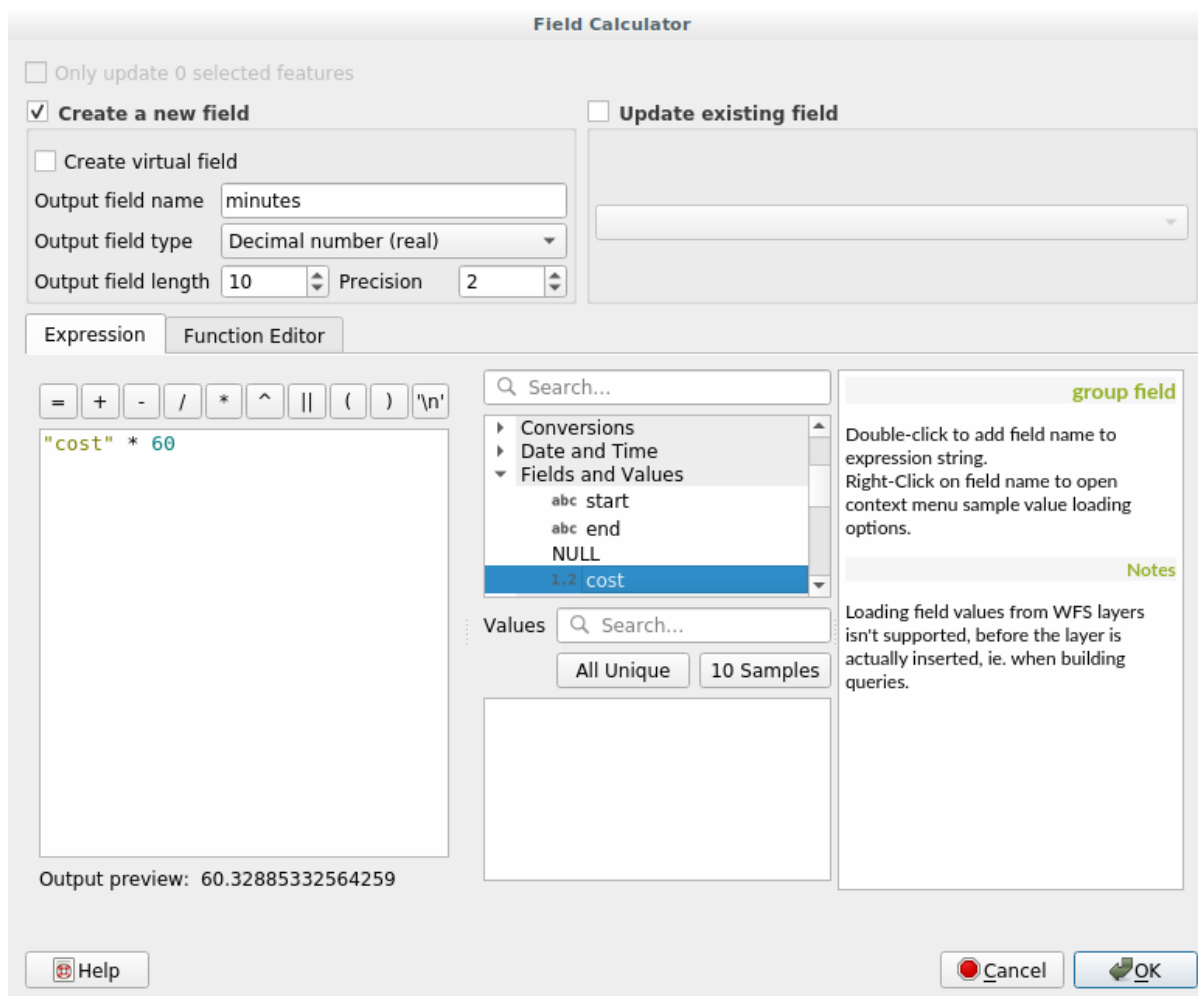 Field Calculator
Only update 0 selected features
Create a new field
Update existing field
Create virtual field
Output field name minutes
Output field type Decimal number (real)
Output field length 10 Precision 2
Expression Function Editor
= + - / * ^ || ( ) '\n'
"cost" * 60
Search...
Conversions
Date and Time
Fields and Values
abc start
abc end
NULL
1.2 cost
Values Search...
All Unique 10 Samples
group field
Double-click to add field name to
expression string.
Right-Click on field name to open
context menu sample value loading
options.
Notes
Loading field values from WFS layers
isn't supported, before the layer is
actually inserted, ie. when building
queries.
Output preview: 60.32885332564259
Help Cancel OK